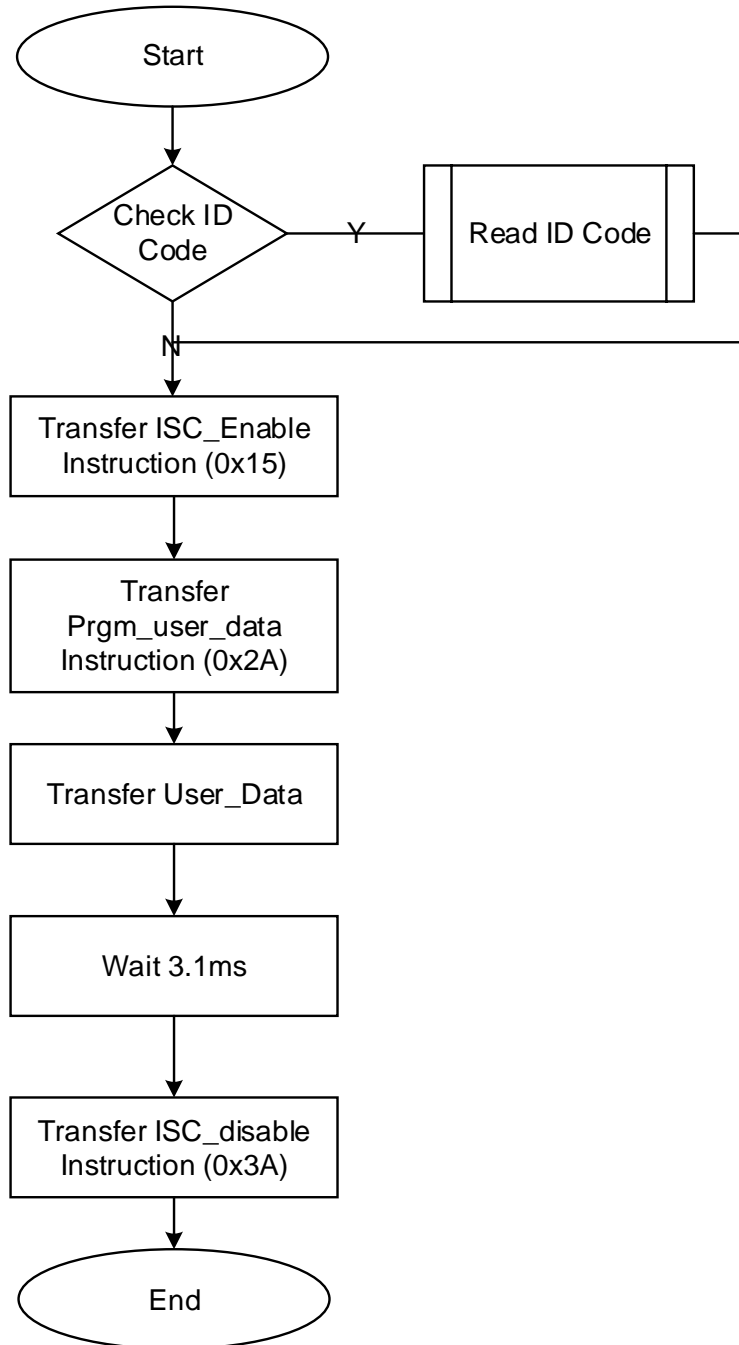 Start
Check ID
Code
Y
Read ID Code
N
Transfer ISC_Enable
Instruction (0x15)
Transfer
Prgm_user_data
Instruction (0x2A)
Transfer User_Data
Wait 3.1ms
Transfer ISC_disable
Instruction (0x3A)
End